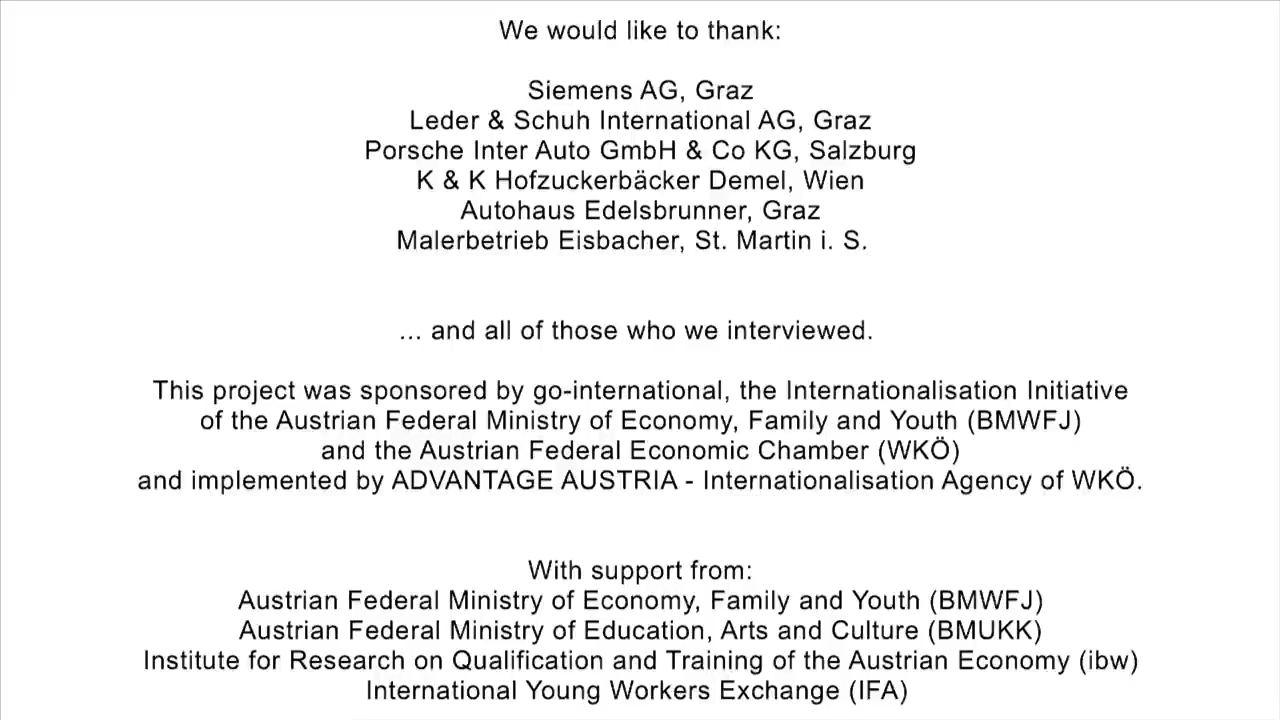 We would like to thank:
Siemens AG, Graz
Leder & Schuh International AG, Graz
Porsche Inter Auto GmbH & Co KG, Salzburg
K & K Hofzuckerbäcker Demel, Wien
Autohaus Edelsbrunner, Graz
Malerbetrieb Eisbacher, St. Martin i. S.
... and all of those who we interviewed.
This project was sponsored by go-international, the Internationalisation Initiative
of the Austrian Federal Ministry of Economy, Family and Youth (BMWFJ)
and the Austrian Federal Economic Chamber (WKÖ)
and implemented by ADVANTAGE AUSTRIA - Internationalisation Agency of WKÖ.
With support from:
Austrian Federal Ministry of Economy, Family and Youth (BMWFJ)
Austrian Federal Ministry of Education, Arts and Culture (BMUKK)
Institute for Research on Qualification and Training of the Austrian Economy (ibw)
International Young Workers Exchange (IFA)